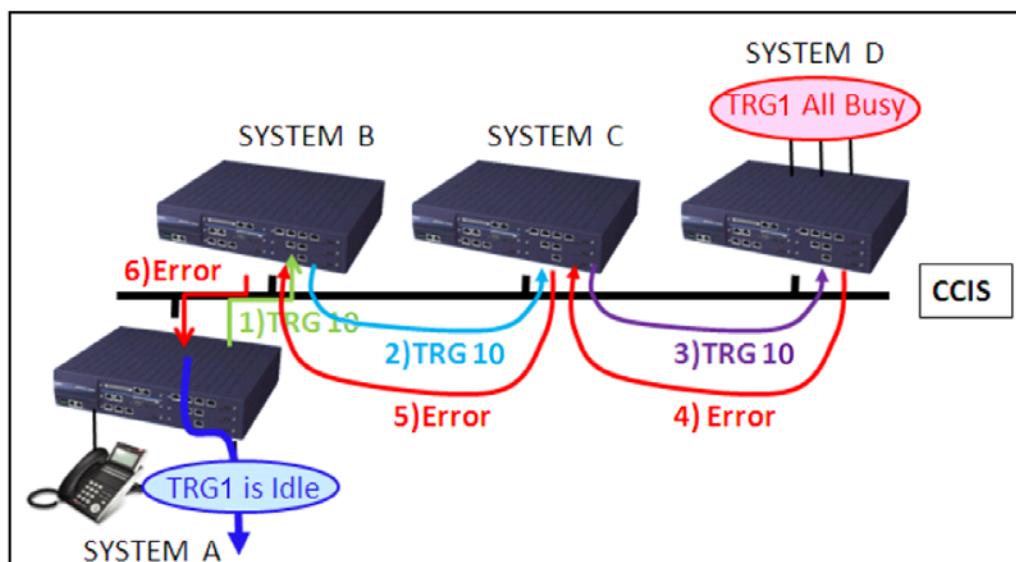 SYSTEM D
TRG1 All Busy
SYSTEM B
SYSTEM C
6)Error
CCIS
1)TRG 10
2)TRG 10
3)TRG 10
5)Error
4) Error
TRG1 is Idle
SYSTEM A